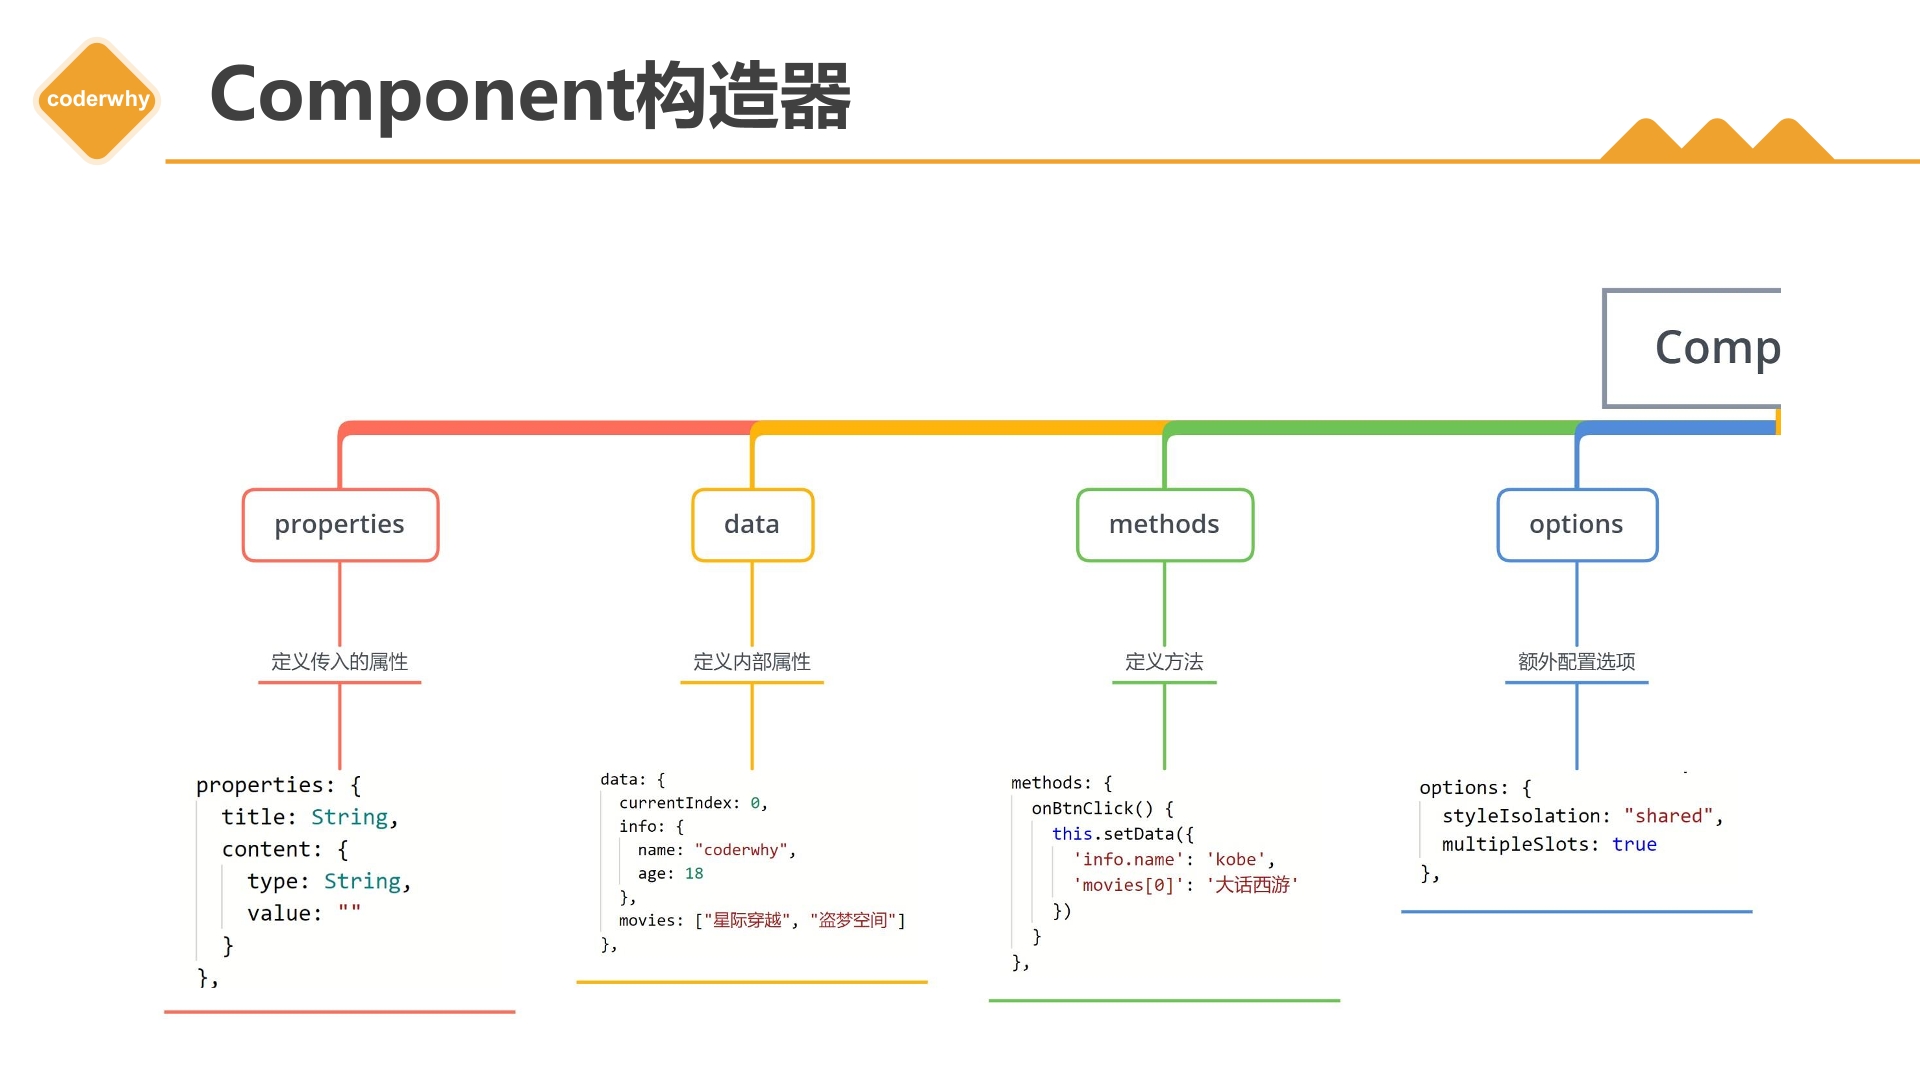 coderwhy
Component构造器
Comp
properties
data
methods
options
定义传入的属性
定义内部属性
定义方法
额外配置选项
properties: {
title: String,
content: {
type: String,
value: ""
}
},
data: {
currentIndex: 0,
info: {
name: "coderwhy",
age: 18
},
movies: ["星际穿越", "盗梦空间"]
},
methods: {
onBtnClick() {
this.setData({
'info.name': 'kobe',
'movies[0]': '大话西游'
})
}
},
options: {
styleIsolation: "shared",
multipleSlots: true
},